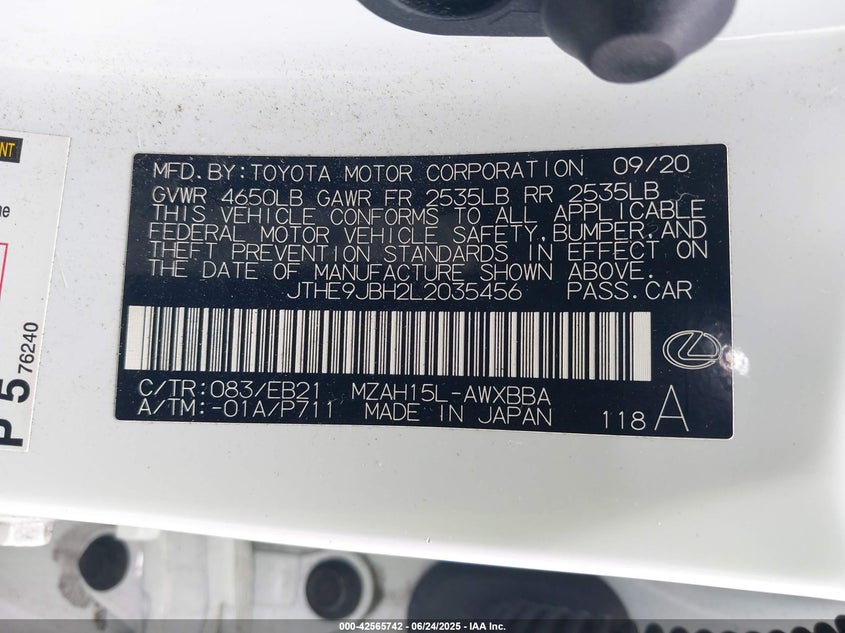 MFD.BY:TOYOTA MOTOR CORPORATION 09/20
GVWR 4650LB GAWR FR 2535LB RR 2535LB
THIS VEHICLE CONFORMS TO ALL APPLICABLE
FEDERAL MOTOR VEHICLE SAFETY,BUMPER,AND
THEFT PREVENTION STANDARDS IN EFFECT ON
THE DATE OF MANUFACTURE SHOWN ABOVE.
JTHE9JBH2L2035456 PASS.CAR
C/TR:083/EB21 MZAH15L-AWXBBA
A/TM:-01A/P711 MADE IN JAPAN 118 A
P 5 76240
000-42565742 - 06/24/2025 - IAA Inc.